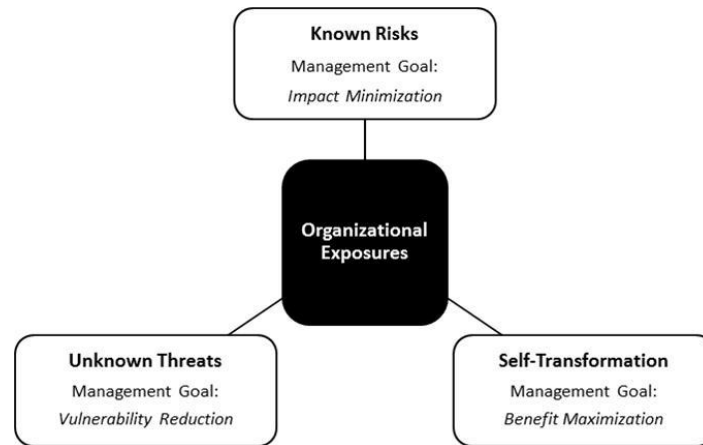 Known Risks
Management Goal:
Impact Minimization
Organizational
Exposures
Unknown Threats
Management Goal:
Vulnerability Reduction
Self-Transformation
Management Goal:
Benefit Maximization